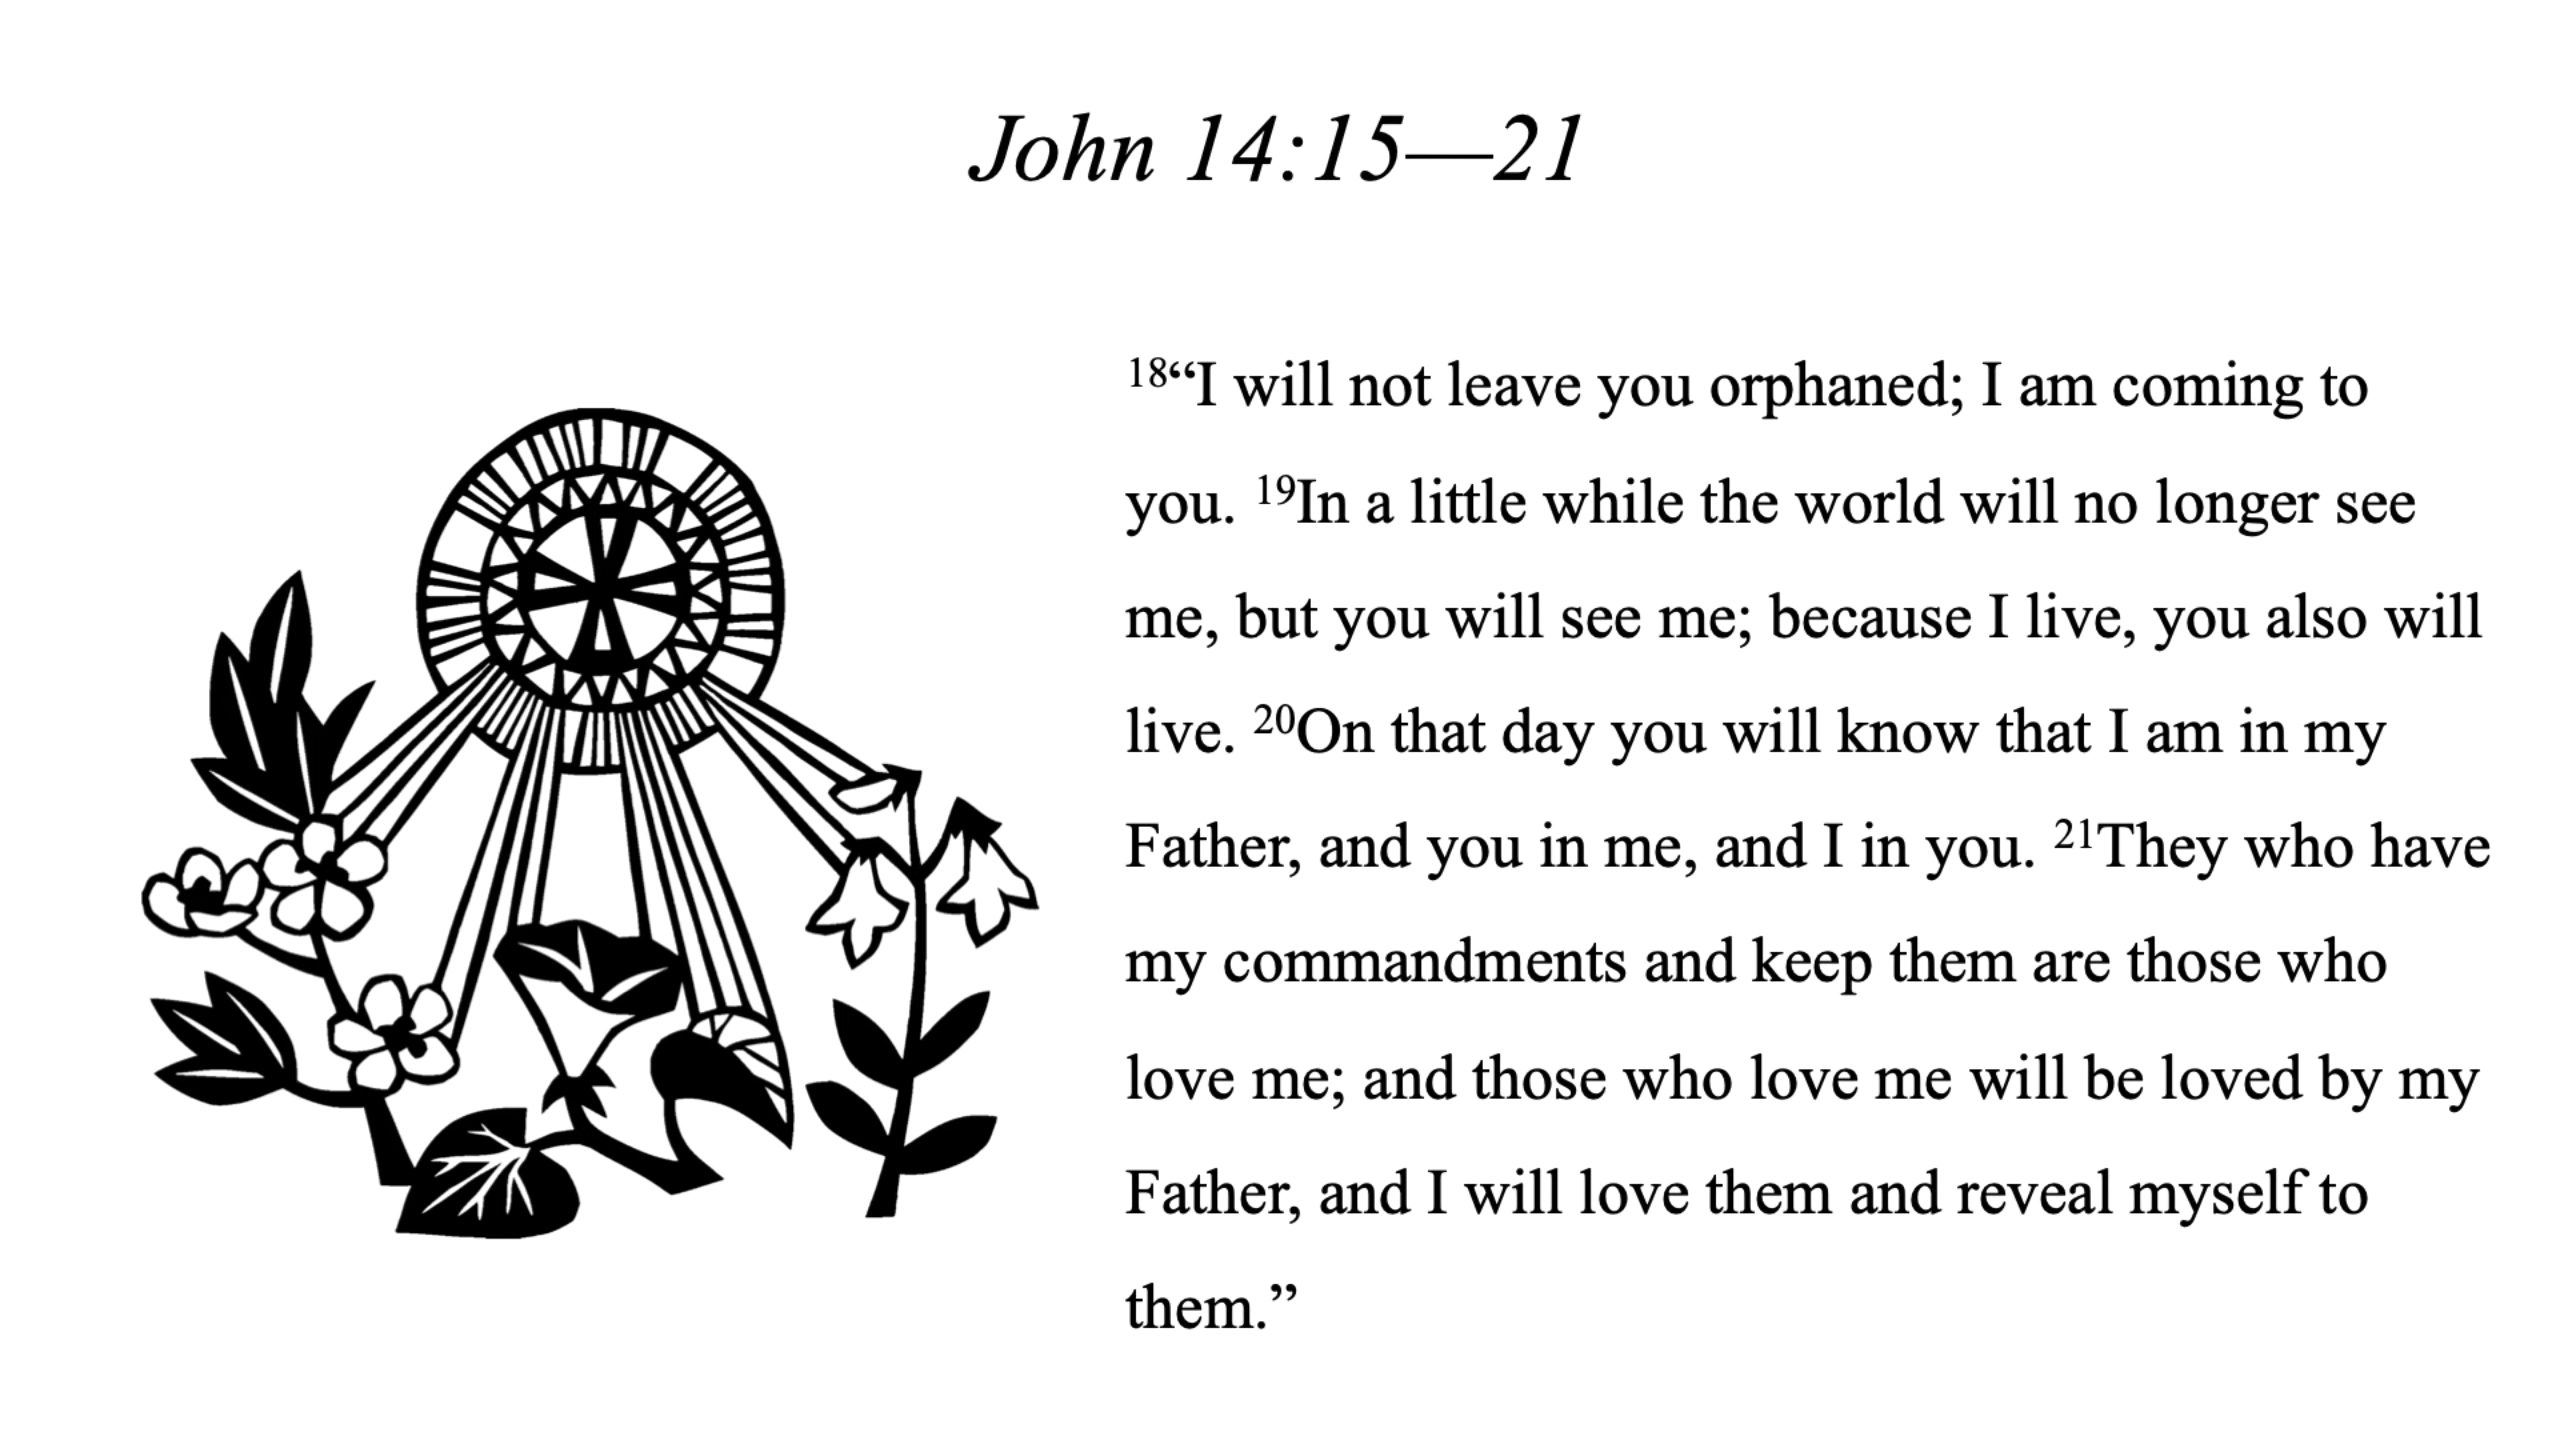 John 14:15—21
¹⁸“I will not leave you orphaned; I am coming to
you. ¹⁹In a little while the world will no longer see
me, but you will see me; because I live, you also will
live. ²⁰On that day you will know that I am in my
Father, and you in me, and I in you. ²¹They who have
my commandments and keep them are those who
love me; and those who love me will be loved by my
Father, and I will love them and reveal myself to
them.”